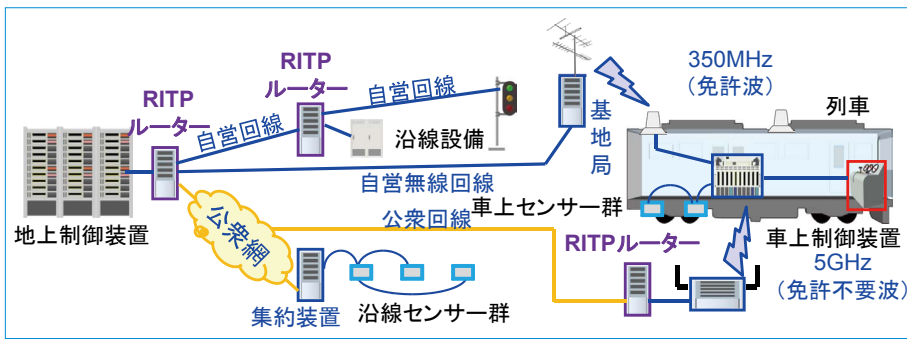 RITP
ルーター
RITP
ルーター
自営回線
自営回線
沿線設備
基地局
350MHz
（免許波）
列車
自営無線回線
地上制御装置
公衆網
公衆回線
車上センサー群
RITPルーター
車上制御装置
5GHz
（免許不要波）
集約装置
沿線センサー群